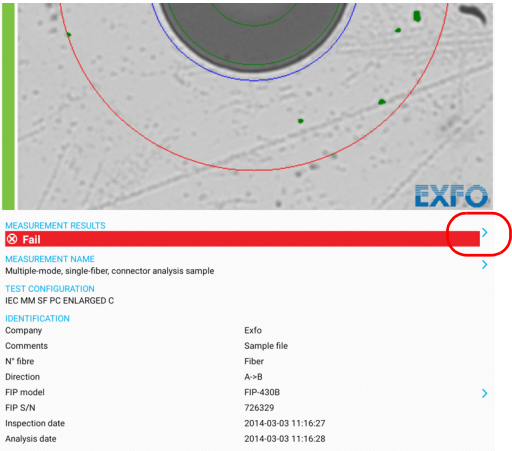 EXFO
MEASUREMENT RESULTS
Fail
MEASUREMENT NAME
Multiple-mode, single-fiber, connector analysis sample
TEST CONFIGURATION
IEC MM SF PC ENLARGED C
IDENTIFICATION
Company Exfo
Comments Sample file
N° fibre Fiber
Direction A->B
FIP model FIP-430B
FIP S/N 726329
Inspection date 2014-03-03 11:16:27
Analysis date 2014-03-03 11:16:28